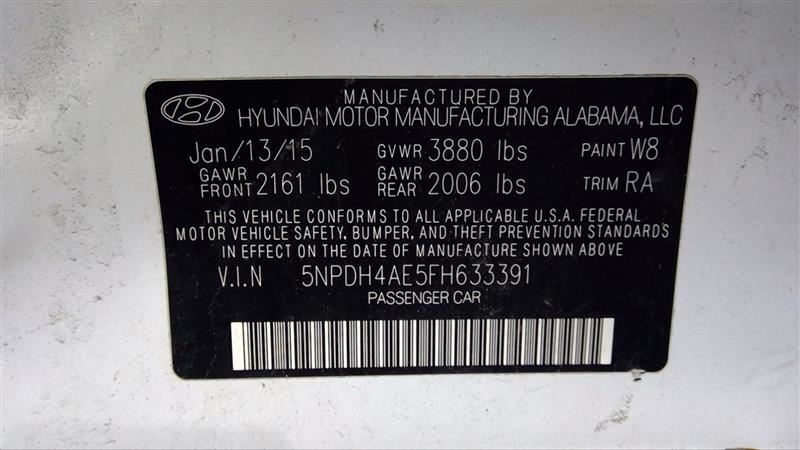 MANUFACTURED BY
HYUNDAI MOTOR MANUFACTURING ALABAMA, LLC
Jan/13/15 GVWR 3880 lbs PAINT W8
GAWR FRONT 2161 lbs GAWR REAR 2006 lbs TRIM RA
THIS VEHICLE CONFORMS TO ALL APPLICABLE U.S.A. FEDERAL
MOTOR VEHICLE SAFETY, BUMPER, AND THEFT PREVENTION STANDARDS
IN EFFECT ON THE DATE OF MANUFACTURE SHOWN ABOVE
V.I.N 5NPDH4AE5FH633391
PASSENGER CAR